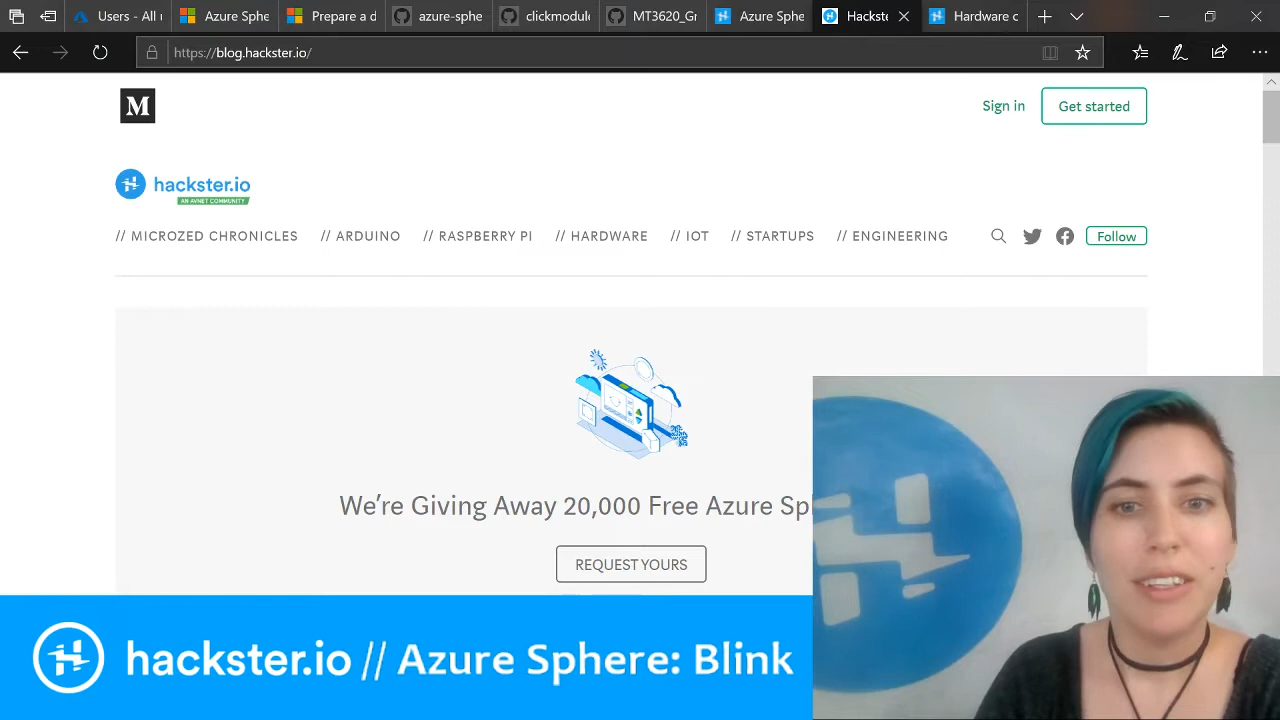 Users - All u
Azure Sphe
Prepare a d
azure-sphe
clickmodul
MT3620_Gr
Azure Sphe
Hackste
Hardware c
https://blog.hackster.io/
M
Sign in
Get started
hackster.io
AN AVNET COMMUNITY
// MICROZED CHRONICLES // ARDUINO // RASPBERRY PI // HARDWARE // IOT // STARTUPS // ENGINEERING
Follow
We're Giving Away 20,000 Free Azure Sp
REQUEST YOURS
hackster.io // Azure Sphere: Blink